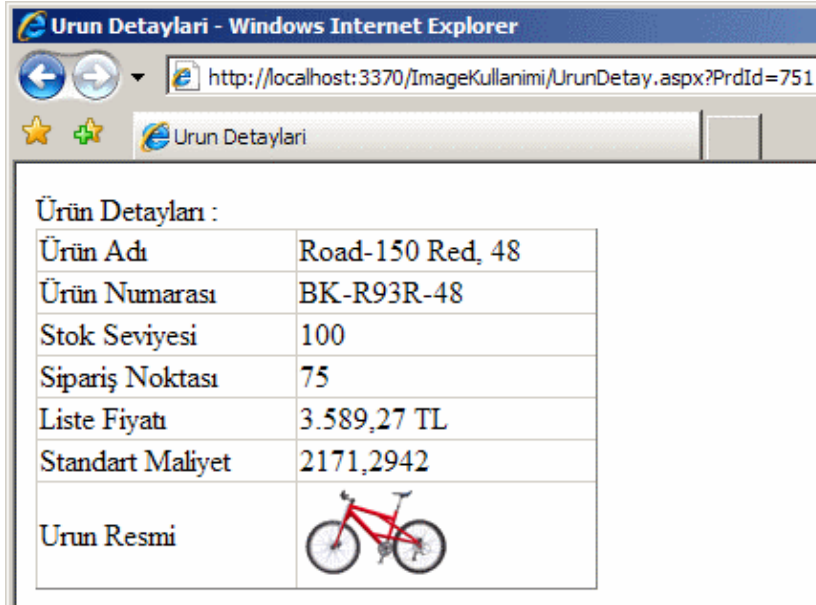 Urun Detaylari - Windows Internet Explorer
http://localhost:3370/ImageKullanimi/UrunDetay.aspx?PrdId=751
Urun Detaylari
Ürün Detayları :
Ürün Adı Road-150 Red, 48
Ürün Numarası BK-R93R-48
Stok Seviyesi 100
Sipariş Noktası 75
Liste Fiyatı 3.589,27 TL
Standart Maliyet 2171,2942
Urun Resmi